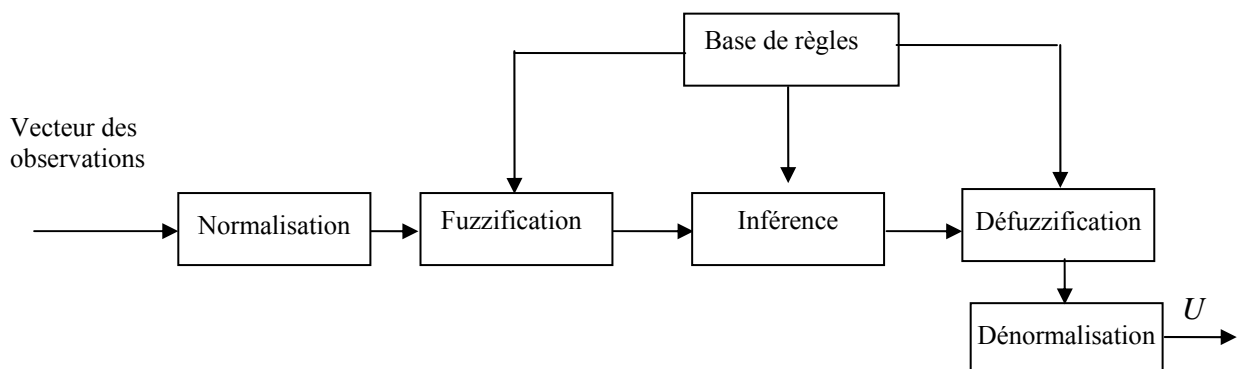 Base de règles
Vecteur des
observations
Normalisation
Fuzzification
Inférence
Défuzzification
Dénormalisation
U